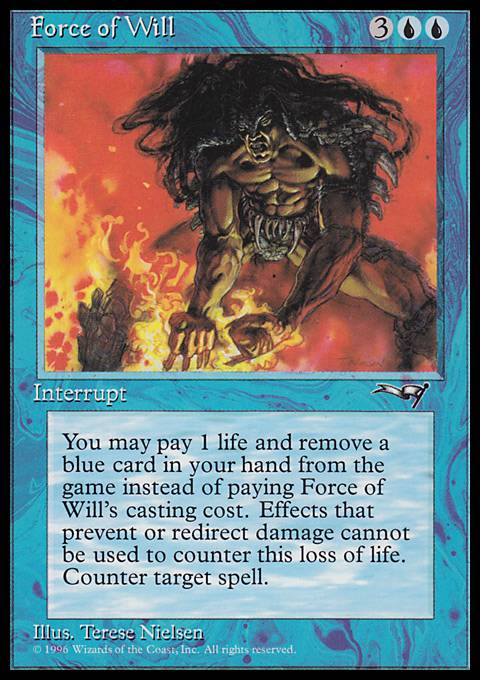 Force of Will
3
Interrupt
You may pay 1 life and remove a
blue card in your hand from the
game instead of paying Force of
Will's casting cost. Effects that
prevent or redirect damage cannot
be used to counter this loss of life.
Counter target spell.
Illus. Terese Nielsen
© 1996 Wizards of the Coast, Inc. All rights reserved.